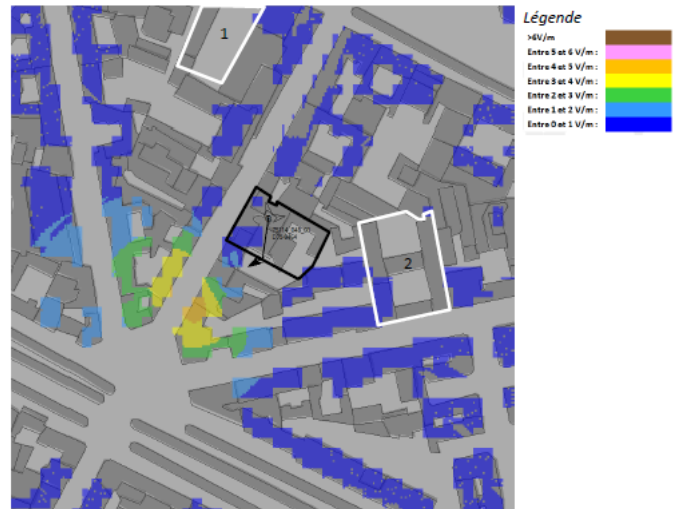 Légende
>6V/m
Entre 5 et 6 V/m :
Entre 4 et 5 V/m :
Entre 3 et 4 V/m :
Entre 2 et 3 V/m :
Entre 1 et 2 V/m :
Entre 0 et 1 V/m :
1
2